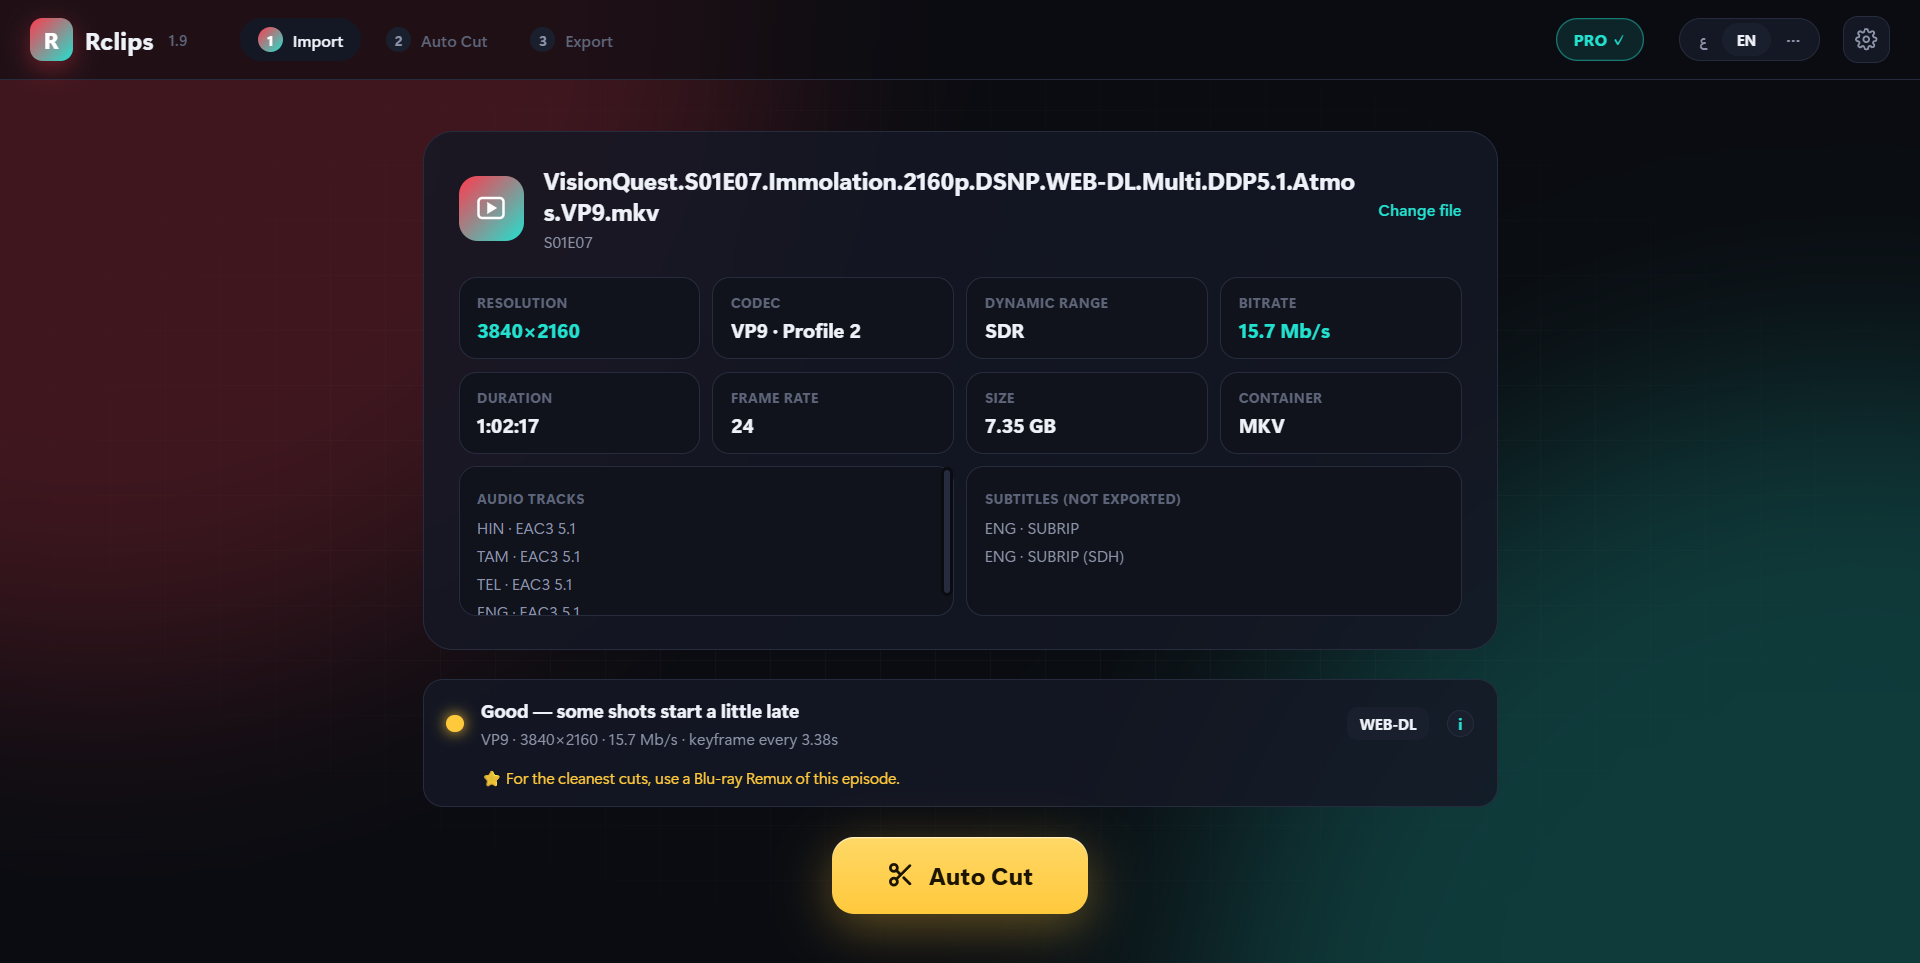 R Rclips 1.9
1 Import
2 Auto Cut
3 Export
PRO ✓
ع EN ···
VisionQuest.S01E07.Immolation.2160p.DSNP.WEB-DL.Multi.DDP5.1.Atmo
s.VP9.mkv
S01E07
Change file
RESOLUTION
3840×2160
CODEC
VP9 · Profile 2
DYNAMIC RANGE
SDR
BITRATE
15.7 Mb/s
DURATION
1:02:17
FRAME RATE
24
SIZE
7.35 GB
CONTAINER
MKV
AUDIO TRACKS
HIN · EAC3 5.1
TAM · EAC3 5.1
TEL · EAC3 5.1
ENG · EAC3 5.1
SUBTITLES (NOT EXPORTED)
ENG · SUBRIP
ENG · SUBRIP (SDH)
Good — some shots start a little late
VP9 · 3840×2160 · 15.7 Mb/s · keyframe every 3.38s
⭐ For the cleanest cuts, use a Blu-ray Remux of this episode.
WEB-DL i
Auto Cut